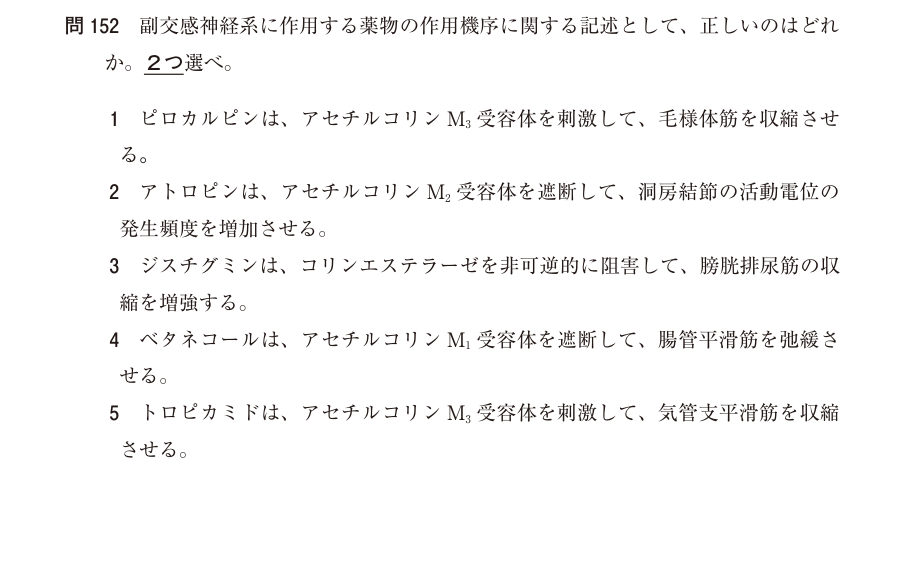 問 152　副交感神経系に作用する薬物の作用機序に関する記述として、正しいのはどれ
か。２つ選べ。
1　ピロカルピンは、アセチルコリン M₃ 受容体を刺激して、毛様体筋を収縮させ
る。
2　アトロピンは、アセチルコリン M₂ 受容体を遮断して、洞房結節の活動電位の
発生頻度を増加させる。
3　ジスチグミンは、コリンエステラーゼを非可逆的に阻害して、膀胱排尿筋の収
縮を増強する。
4　ベタネコールは、アセチルコリン M₁ 受容体を遮断して、腸管平滑筋を弛緩さ
せる。
5　トロピカミドは、アセチルコリン M₃ 受容体を刺激して、気管支平滑筋を収縮
させる。